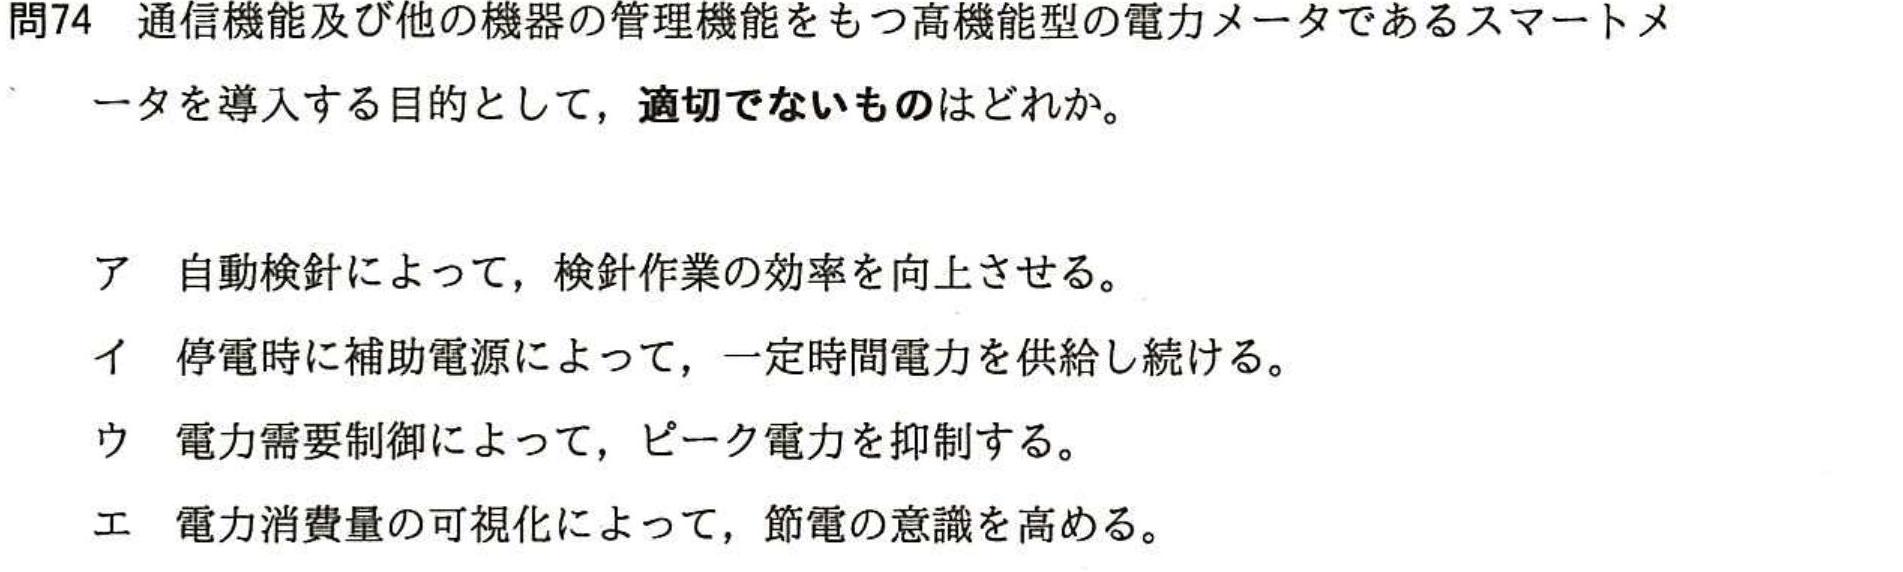 問74 通信機能及び他の機器の管理機能をもつ高機能型の電力メータであるスマートメ
ータを導入する目的として，適切でないものはどれか。
ア 自動検針によって，検針作業の効率を向上させる。
イ 停電時に補助電源によって，一定時間電力を供給し続ける。
ウ 電力需要制御によって，ピーク電力を抑制する。
エ 電力消費量の可視化によって，節電の意識を高める。